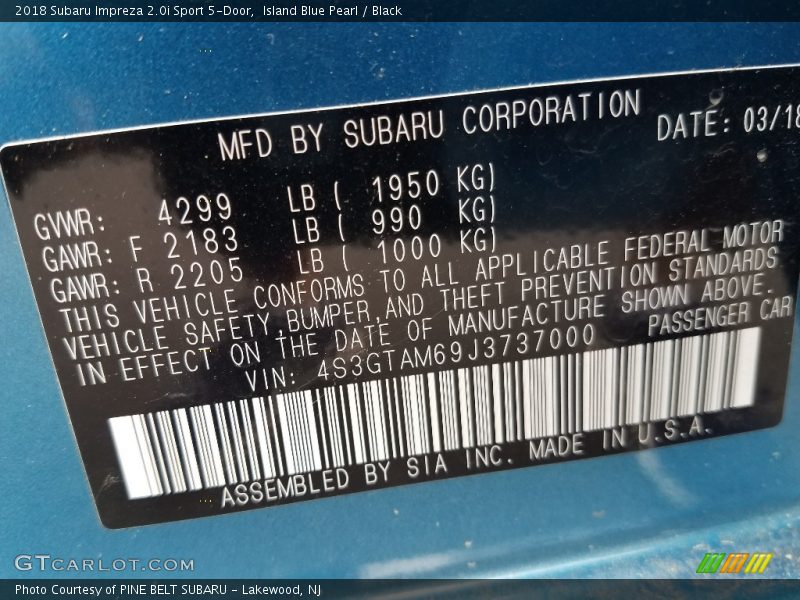 2018 Subaru Impreza 2.0i Sport 5-Door, Island Blue Pearl / Black
MFD BY SUBARU CORPORATION DATE: 03/18
GVWR: 4299 LB ( 1950 KG)
GAWR: F 2183 LB ( 990 KG)
GAWR: R 2205 LB ( 1000 KG)
THIS VEHICLE CONFORMS TO ALL APPLICABLE FEDERAL MOTOR
VEHICLE SAFETY,BUMPER,AND THEFT PREVENTION STANDARDS
IN EFFECT ON THE DATE OF MANUFACTURE SHOWN ABOVE.
VIN: 4S3GTAM69J3737000 PASSENGER CAR
ASSEMBLED BY SIA INC. MADE IN U.S.A.
GTCARLOT.COM
Photo Courtesy of PINE BELT SUBARU - Lakewood, NJ